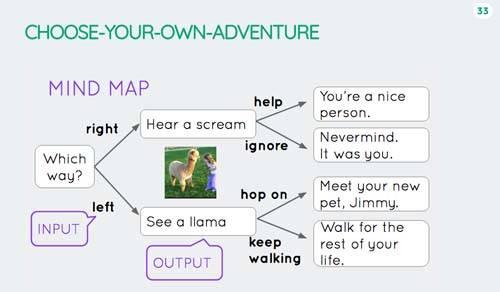 33
CHOOSE-YOUR-OWN-ADVENTURE
MIND MAP
Which
way?
right
left
INPUT
Hear a scream
See a llama
OUTPUT
help
ignore
hop on
keep
walking
You're a nice
person.
Nevermind.
It was you.
Meet your new
pet, Jimmy.
Walk for the
rest of your
life.